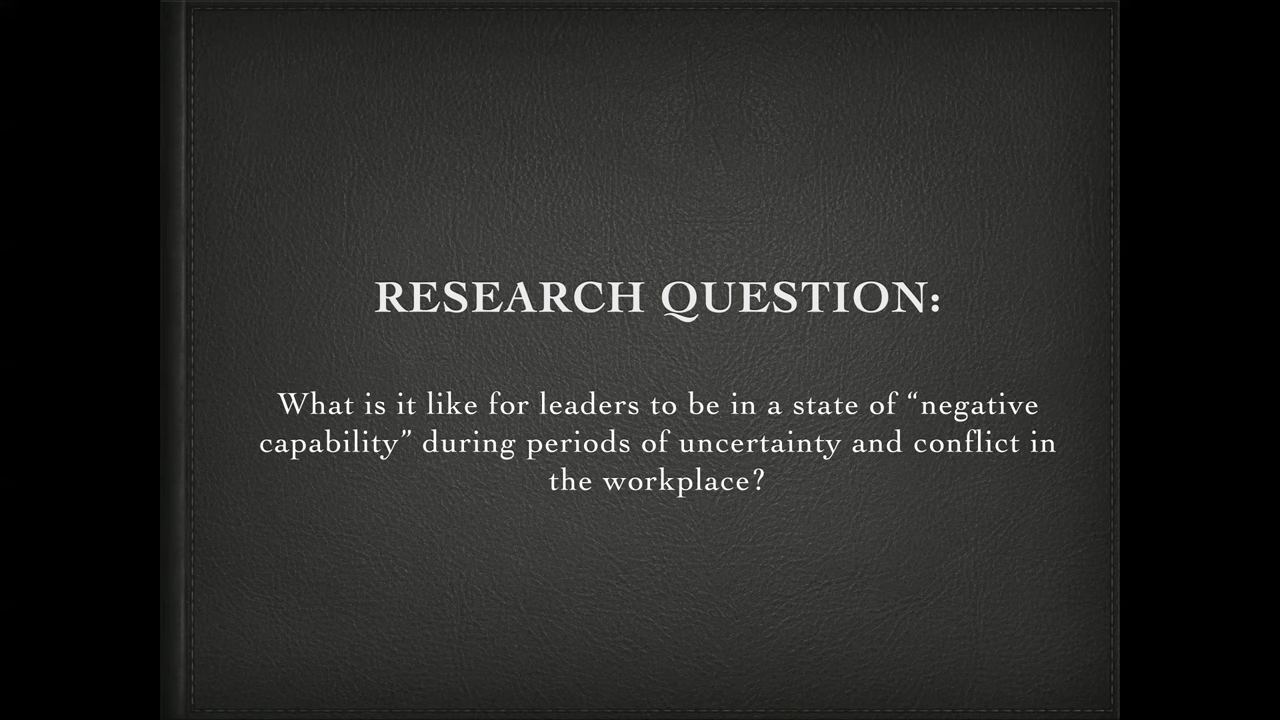 RESEARCH QUESTION:
What is it like for leaders to be in a state of “negative
capability” during periods of uncertainty and conflict in
the workplace?